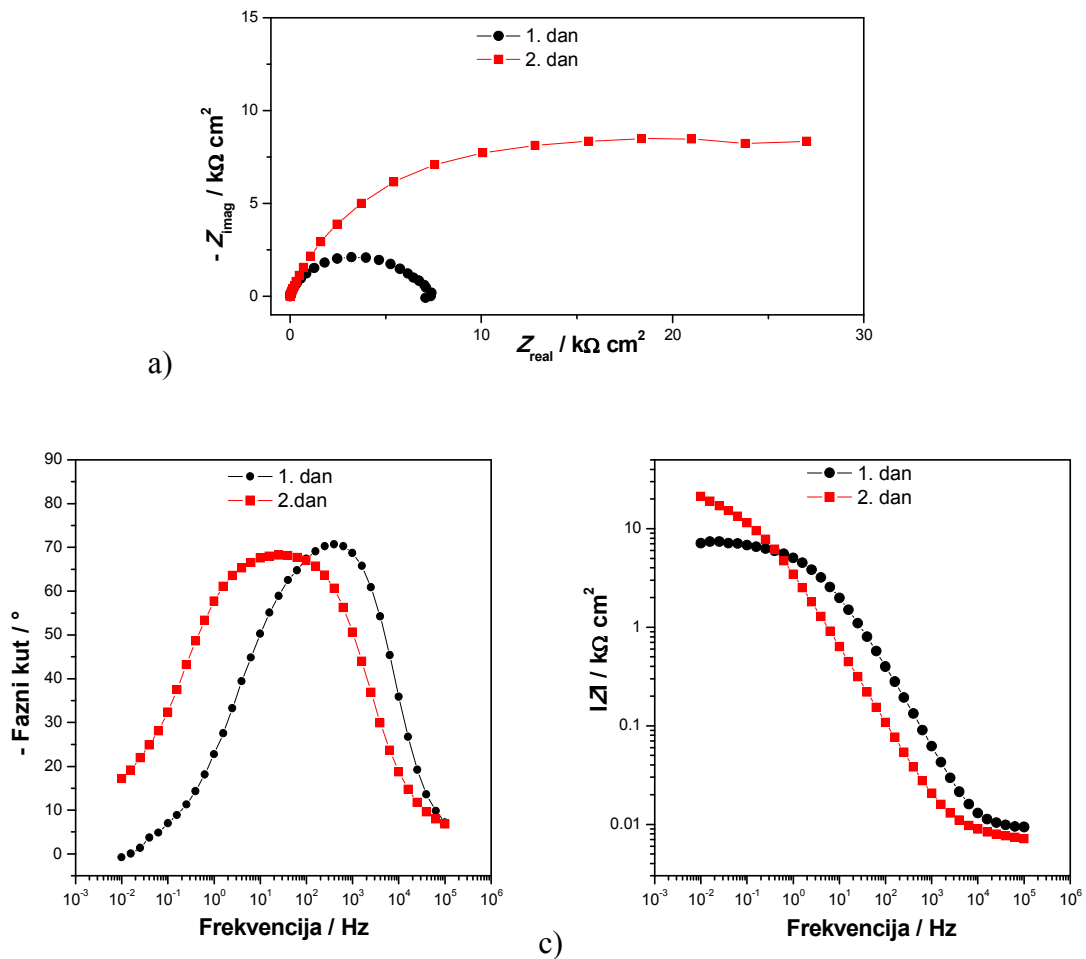 15
10
5
0
- Z imag / kΩ cm²
1. dan
2. dan
0
10
20
30
Z real / kΩ cm²
a)
90
80
70
60
50
40
30
20
10
0
- Fazni kut / °
1. dan
2.dan
10⁻³ 10⁻² 10⁻¹ 10⁰ 10¹ 10² 10³ 10⁴ 10⁵ 10⁶
Frekvencija / Hz
10
1
0.1
0.01
IZI / kΩ cm²
1. dan
2. dan
10⁻³ 10⁻² 10⁻¹ 10⁰ 10¹ 10² 10³ 10⁴ 10⁵ 10⁶
Frekvencija / Hz
c)